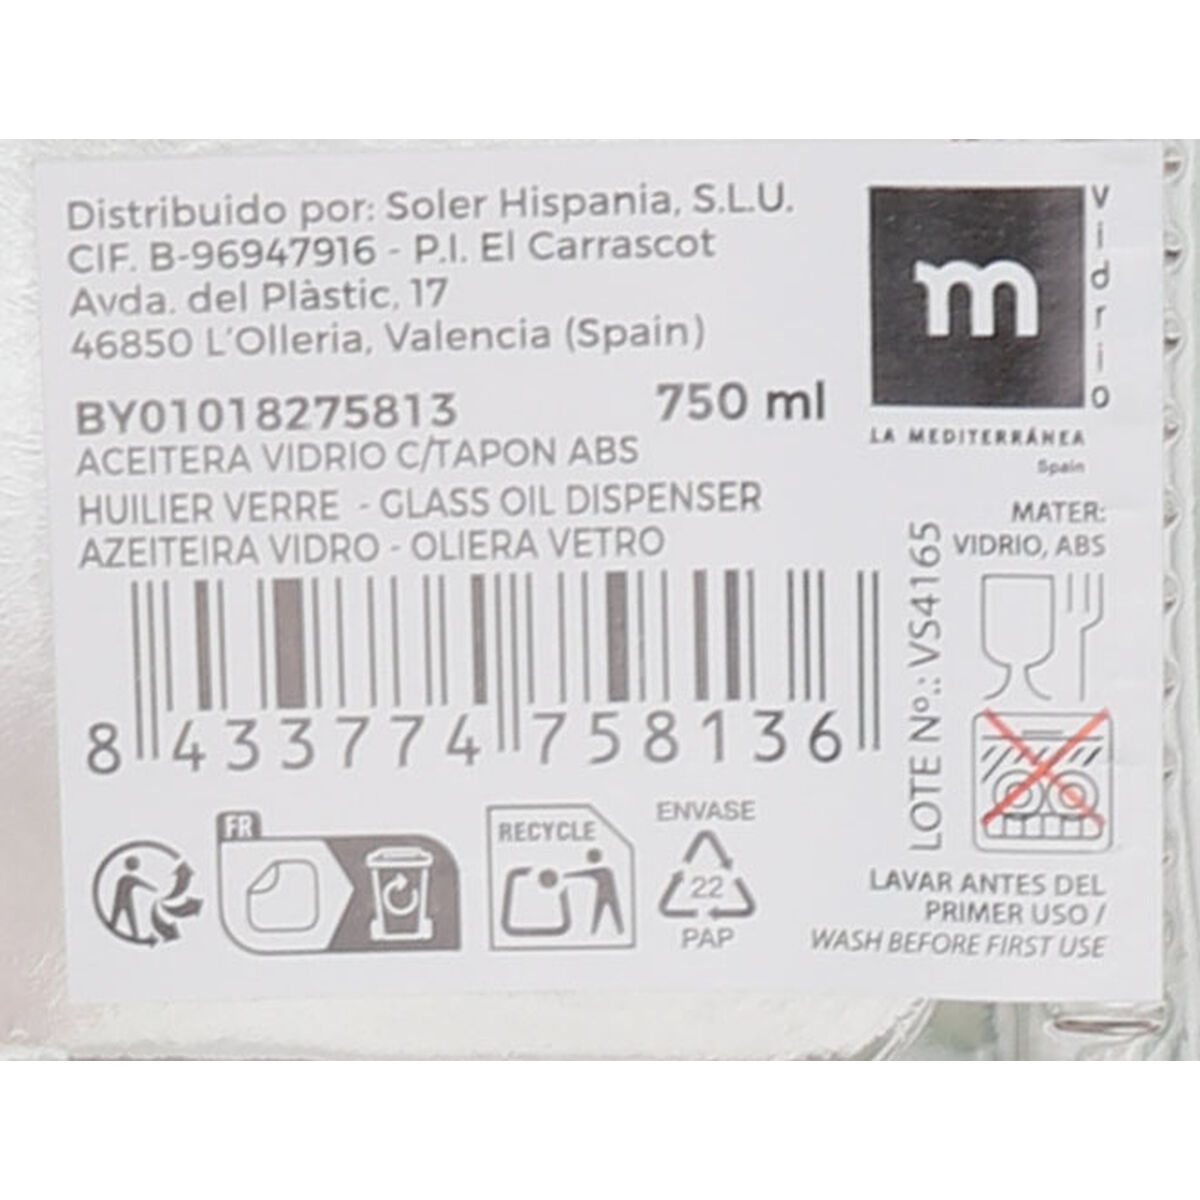 Distribuido por: Soler Hispania, S.L.U.
CIF. B-96947916 - P.I. El Carrascot
Avda. del Plàstic, 17
46850 L'Olleria, Valencia (Spain)
BY01018275813 750 ml
ACEITERA VIDRIO C/TAPON ABS
HUILIER VERRE - GLASS OIL DISPENSER
AZEITEIRA VIDRO - OLIERA VETRO
8 433774 758136
m
Vidrio
LA MEDITERRÁNEA
Spain
MATER:
VIDRIO, ABS
LOTE Nº.: VS4165
FR
RECYCLE
ENVASE
22
PAP
LAVAR ANTES DEL
PRIMER USO /
WASH BEFORE FIRST USE